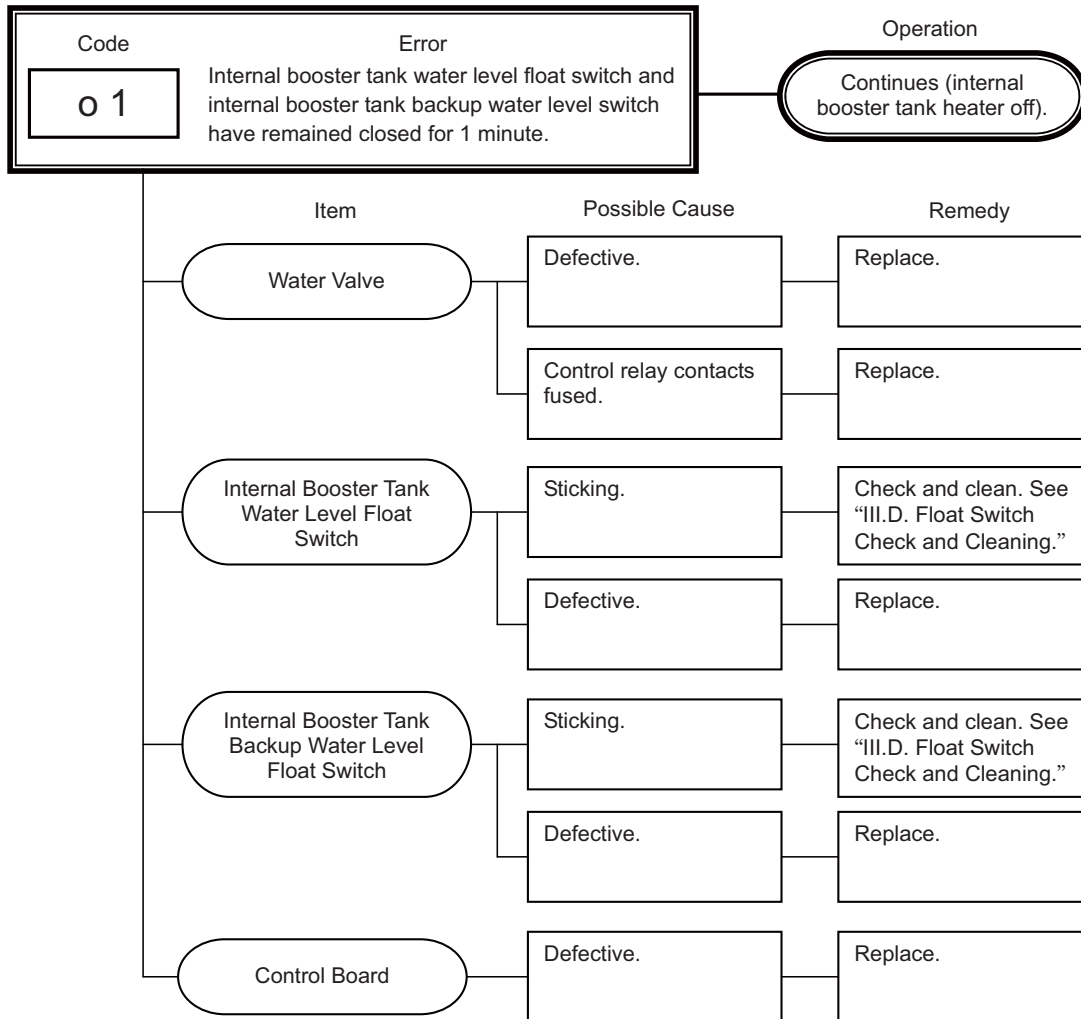 Code
Error
Operation
o 1
Internal booster tank water level float switch and
internal booster tank backup water level switch
have remained closed for 1 minute.
Continues (internal
booster tank heater off).
Item
Possible Cause
Remedy
Water Valve
Defective.
Replace.
Control relay contacts
fused.
Replace.
Internal Booster Tank
Water Level Float
Switch
Sticking.
Check and clean. See
“III.D. Float Switch
Check and Cleaning.”
Defective.
Replace.
Internal Booster Tank
Backup Water Level
Float Switch
Sticking.
Check and clean. See
“III.D. Float Switch
Check and Cleaning.”
Defective.
Replace.
Control Board
Defective.
Replace.